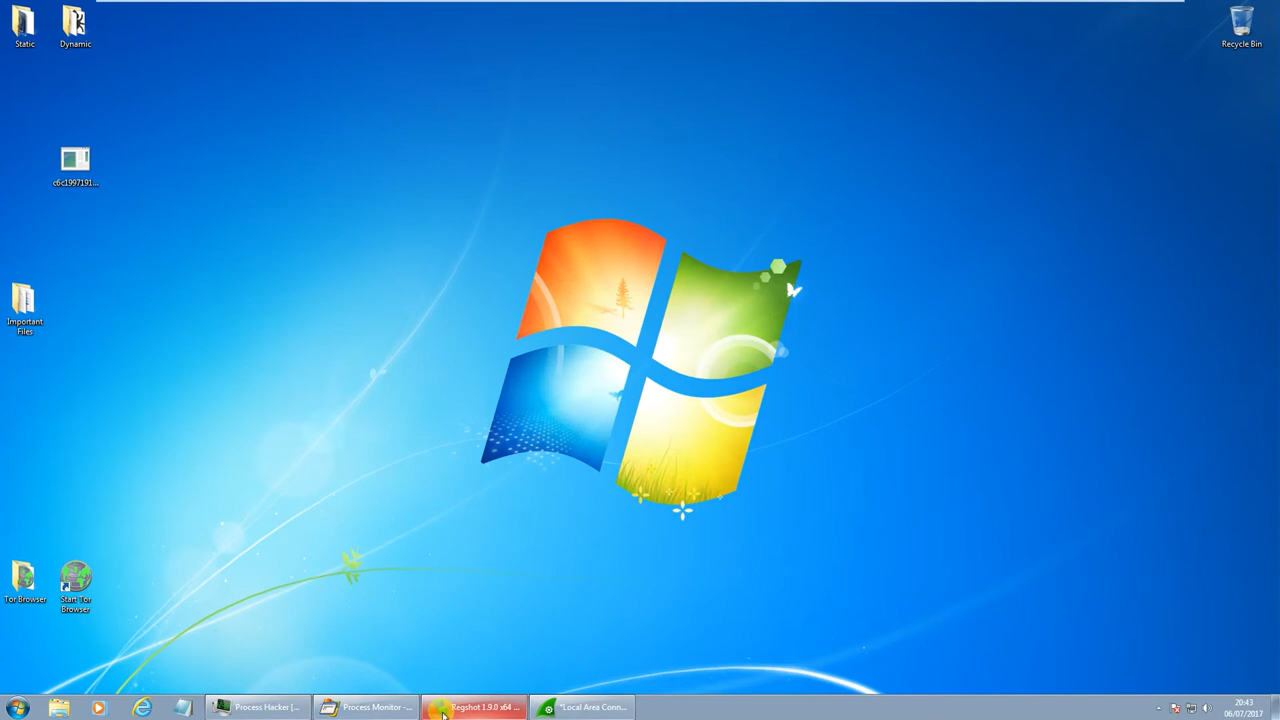 Static
Dynamic
Recycle Bin
c6c1997191...
Important
Files
Tor Browser
Start Tor
Browser
Process Hacker [...
Process Monitor -...
Regshot 1.9.0 x64 ...
*Local Area Conn...
20:43
06/07/2017